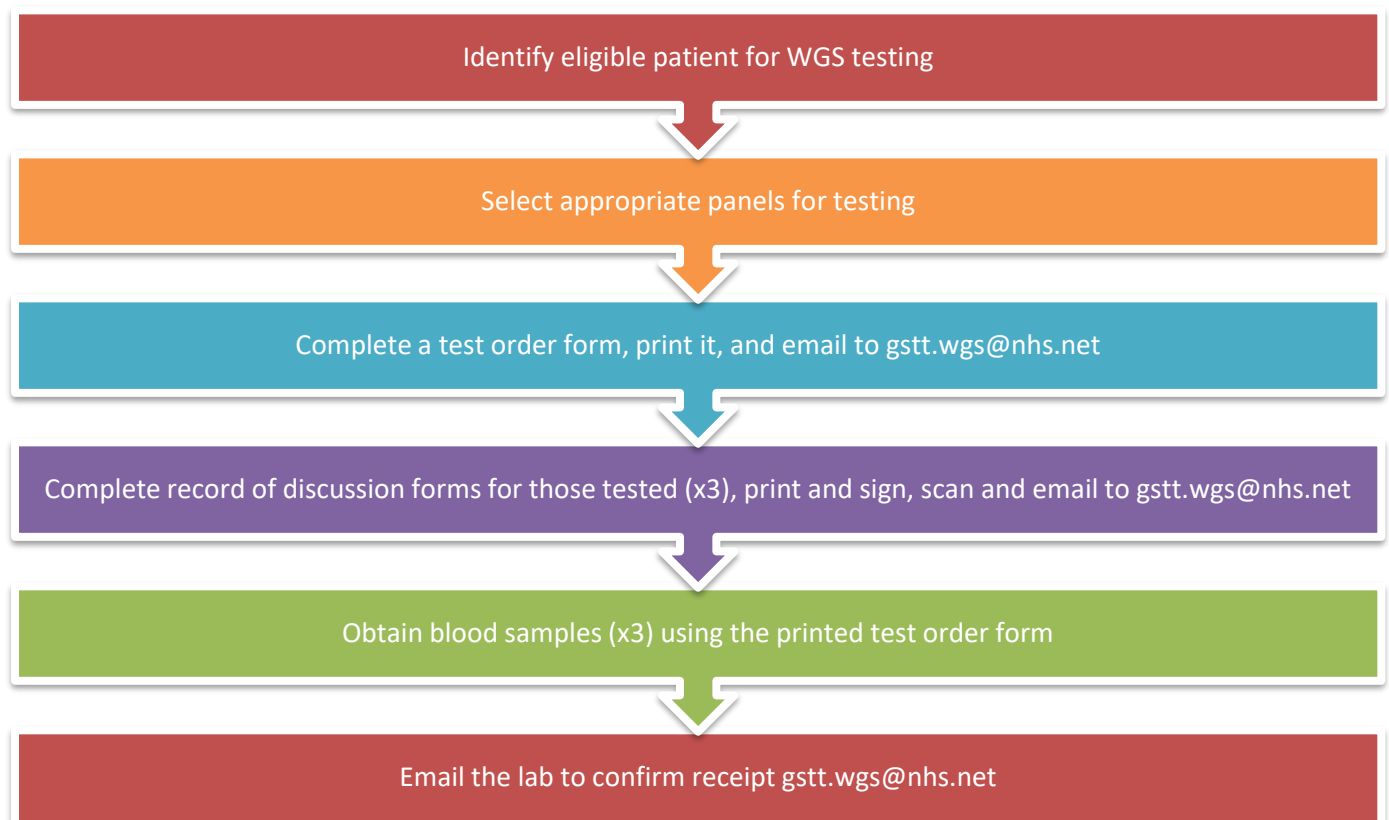 Identify eligible patient for WGS testing
Select appropriate panels for testing
Complete a test order form, print it, and email to gstt.wgs@nhs.net
Complete record of discussion forms for those tested (x3), print and sign, scan and email to gstt.wgs@nhs.net
Obtain blood samples (x3) using the printed test order form
Email the lab to confirm receipt gstt.wgs@nhs.net